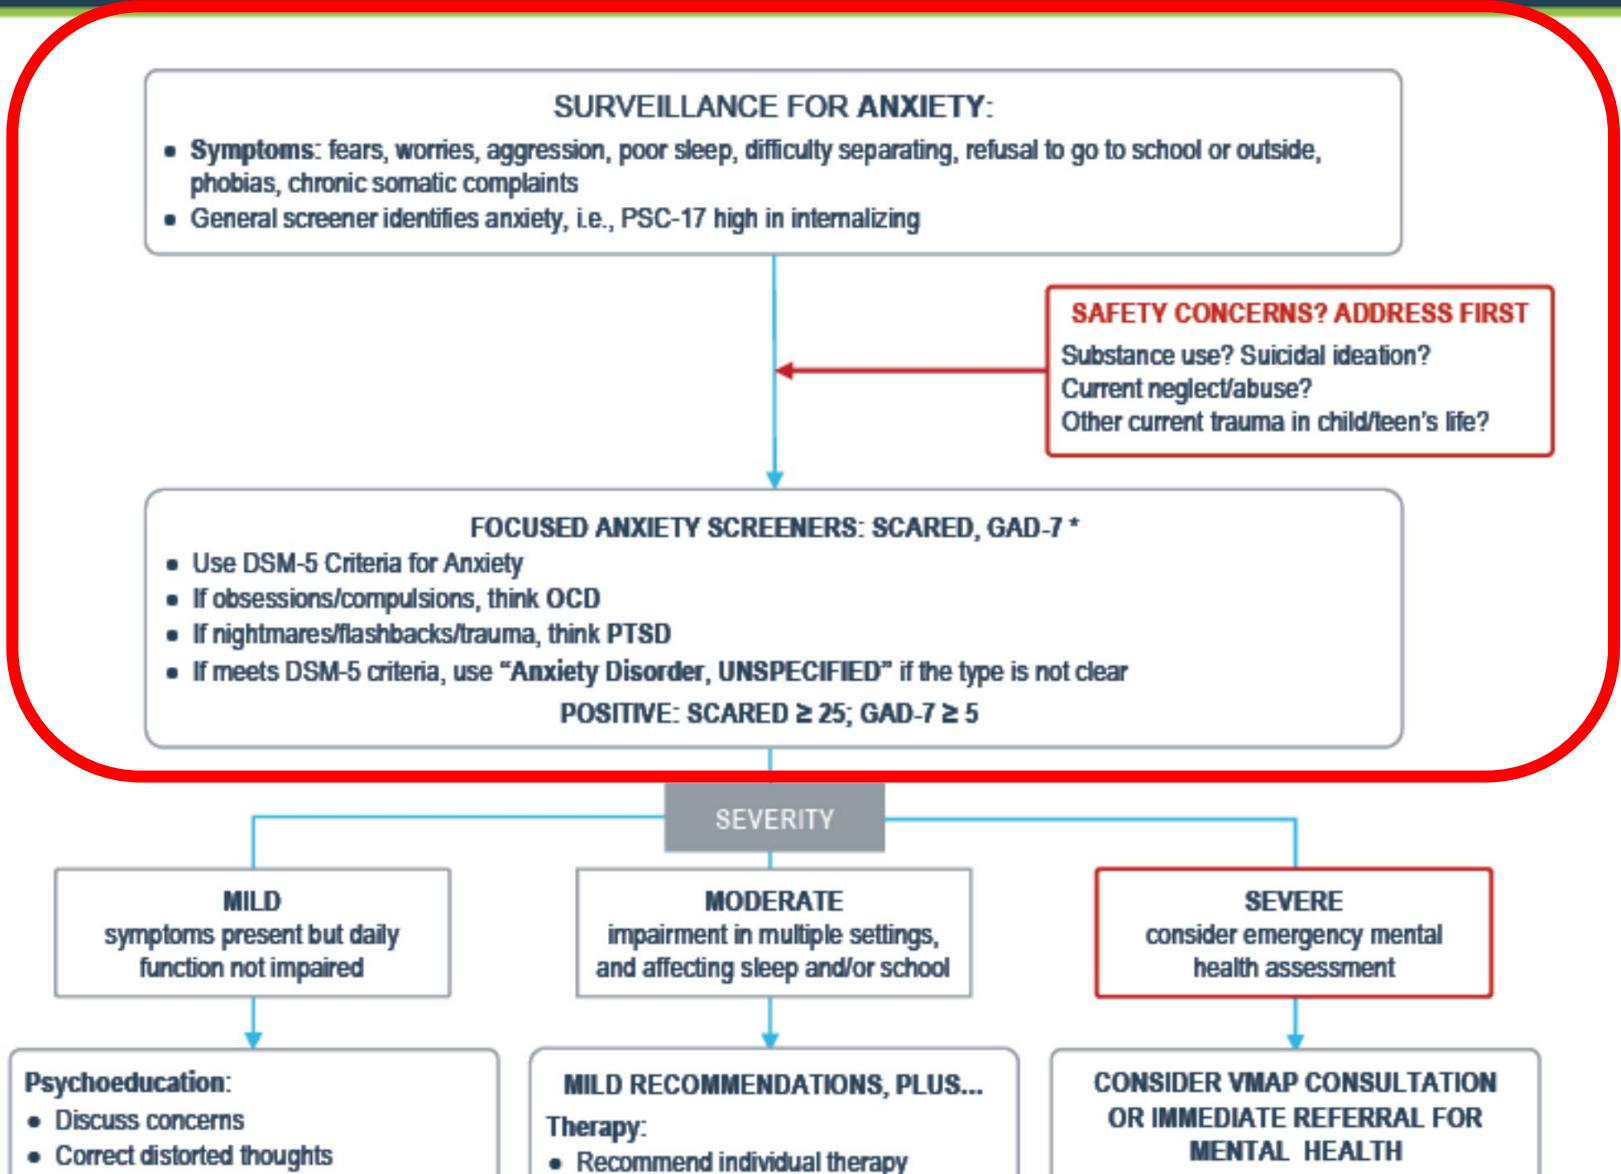 SURVEILLANCE FOR ANXIETY:
• Symptoms: fears, worries, aggression, poor sleep, difficulty separating, refusal to go to school or outside,
phobias, chronic somatic complaints
• General screener identifies anxiety, i.e., PSC-17 high in internalizing
SAFETY CONCERNS? ADDRESS FIRST
Substance use? Suicidal ideation?
Current neglect/abuse?
Other current trauma in child/teen's life?
FOCUSED ANXIETY SCREENERS: SCARED, GAD-7 *
• Use DSM-5 Criteria for Anxiety
• If obsessions/compulsions, think OCD
• If nightmares/flashbacks/trauma, think PTSD
• If meets DSM-5 criteria, use “Anxiety Disorder, UNSPECIFIED” if the type is not clear
POSITIVE: SCARED ≥ 25; GAD-7 ≥ 5
SEVERITY
MILD
symptoms present but daily
function not impaired
MODERATE
impairment in multiple settings,
and affecting sleep and/or school
SEVERE
consider emergency mental
health assessment
Psychoeducation:
• Discuss concerns
• Correct distorted thoughts
MILD RECOMMENDATIONS, PLUS...
Therapy:
• Recommend individual therapy
CONSIDER VMAP CONSULTATION
OR IMMEDIATE REFERRAL FOR
MENTAL HEALTH